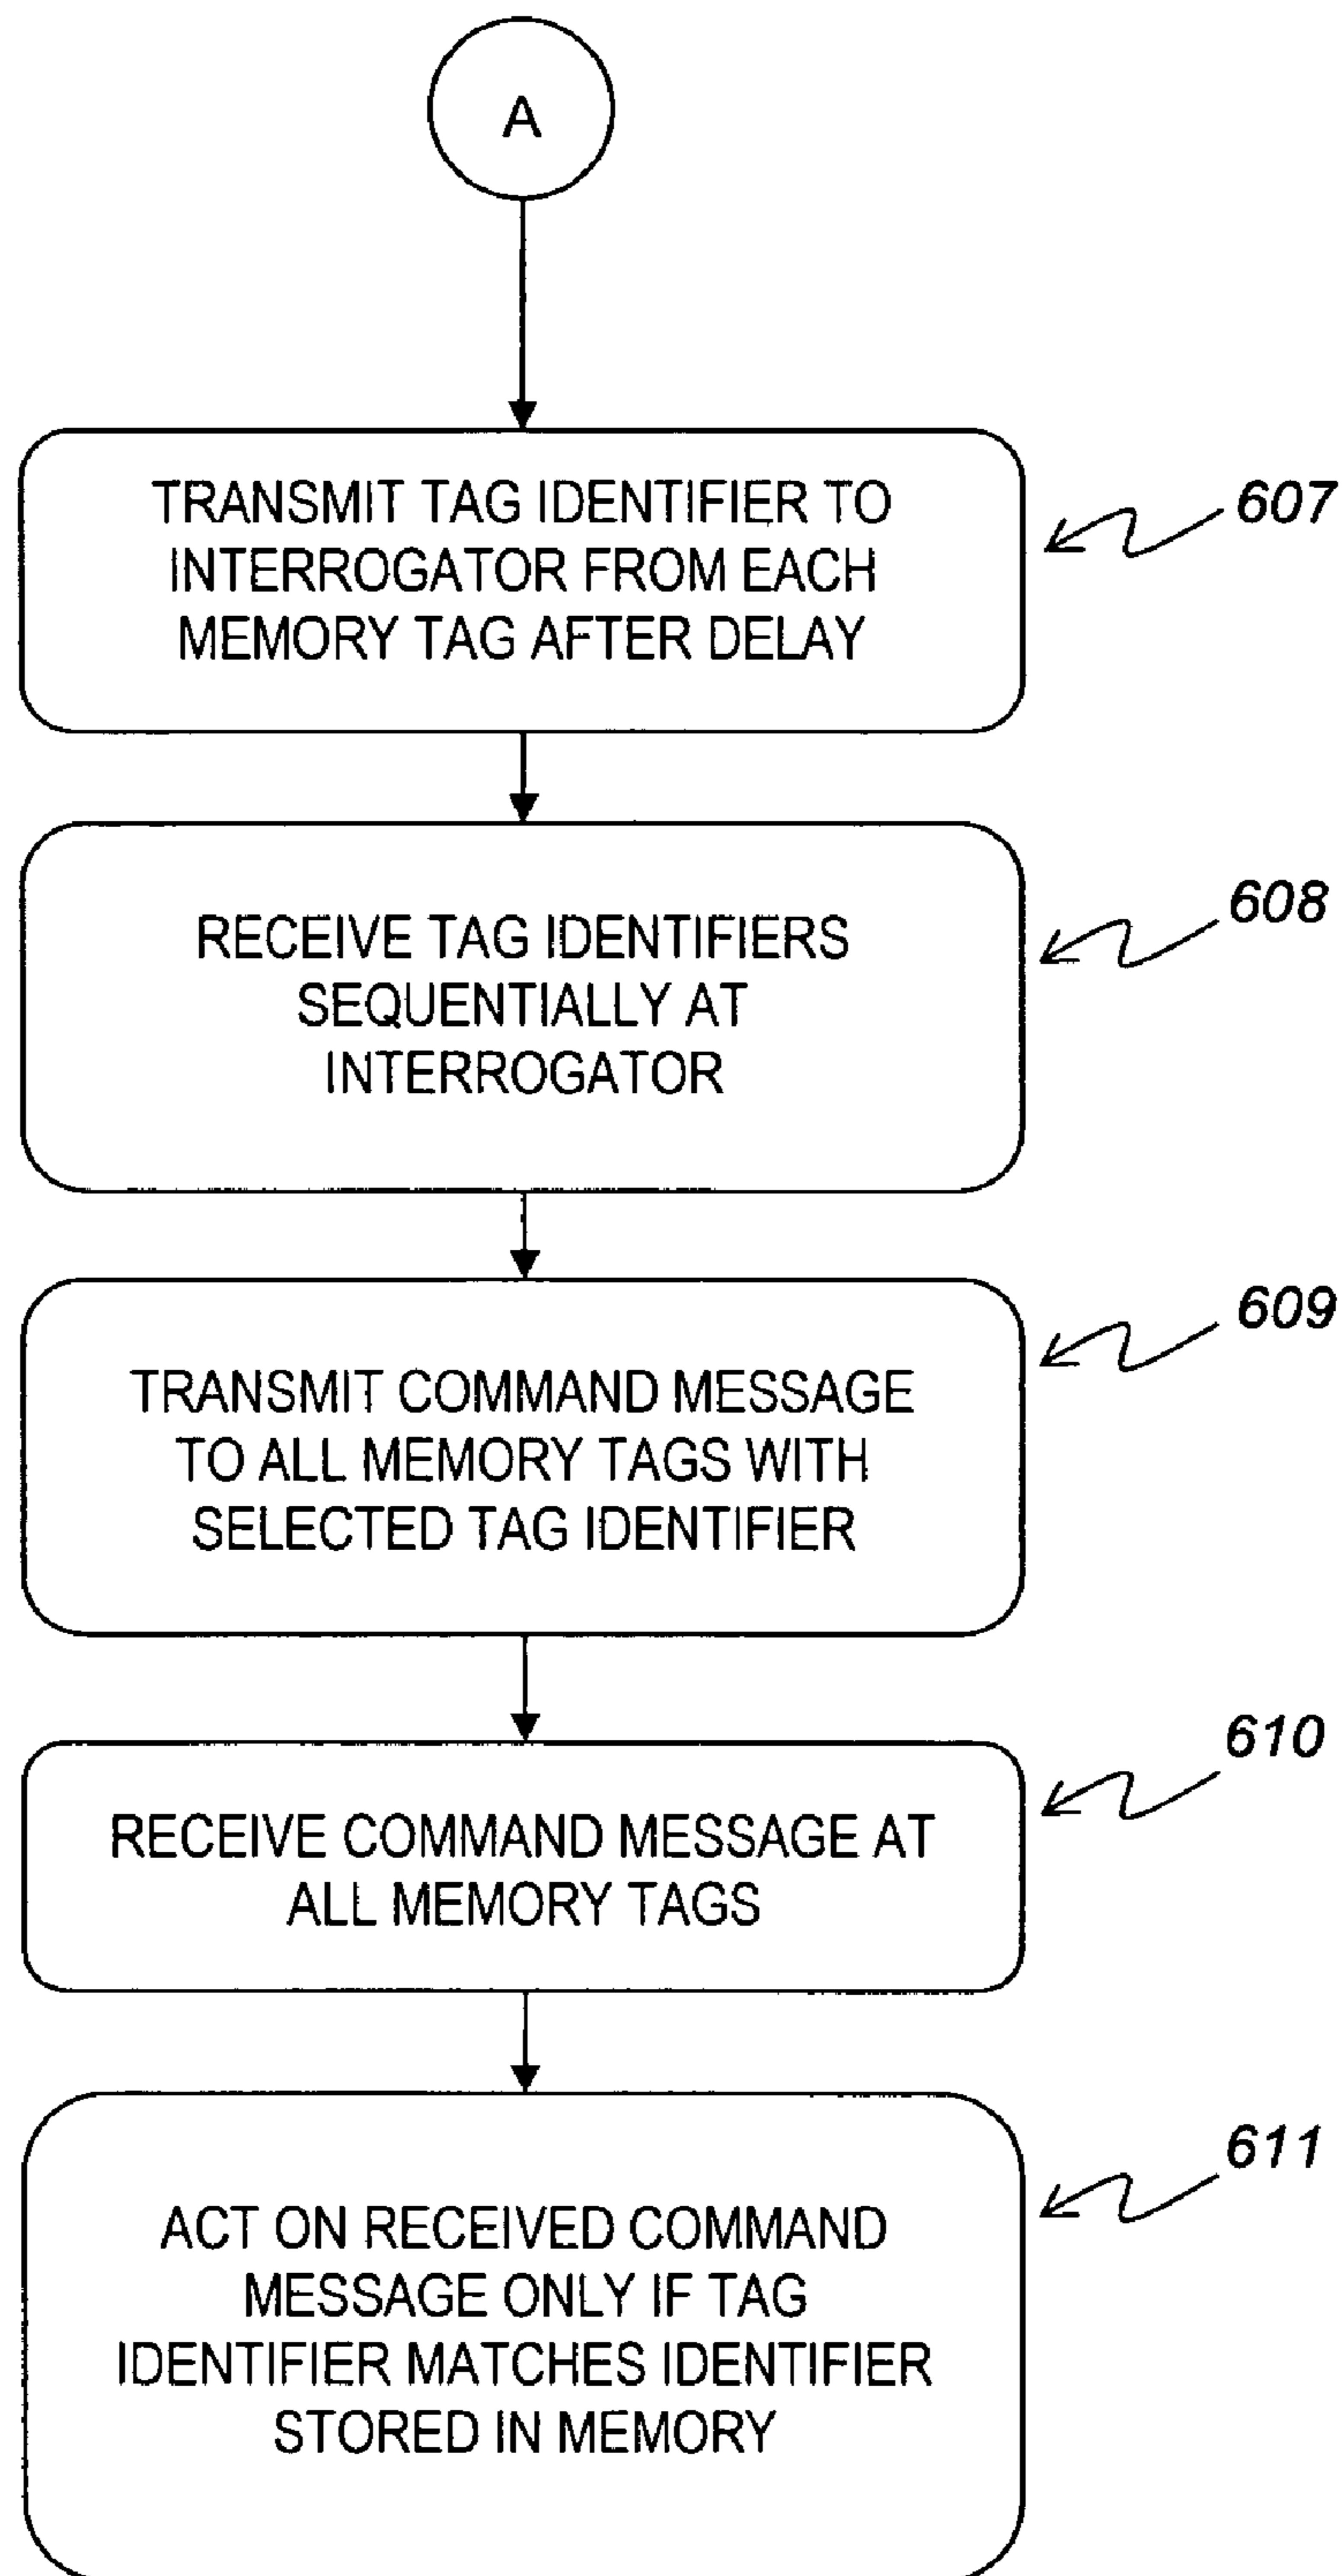 A
TRANSMIT TAG IDENTIFIER TO
INTERROGATOR FROM EACH
MEMORY TAG AFTER DELAY
607
RECEIVE TAG IDENTIFIERS
SEQUENTIALLY AT
INTERROGATOR
608
TRANSMIT COMMAND MESSAGE
TO ALL MEMORY TAGS WITH
SELECTED TAG IDENTIFIER
609
RECEIVE COMMAND MESSAGE AT
ALL MEMORY TAGS
610
ACT ON RECEIVED COMMAND
MESSAGE ONLY IF TAG
IDENTIFIER MATCHES IDENTIFIER
STORED IN MEMORY
611